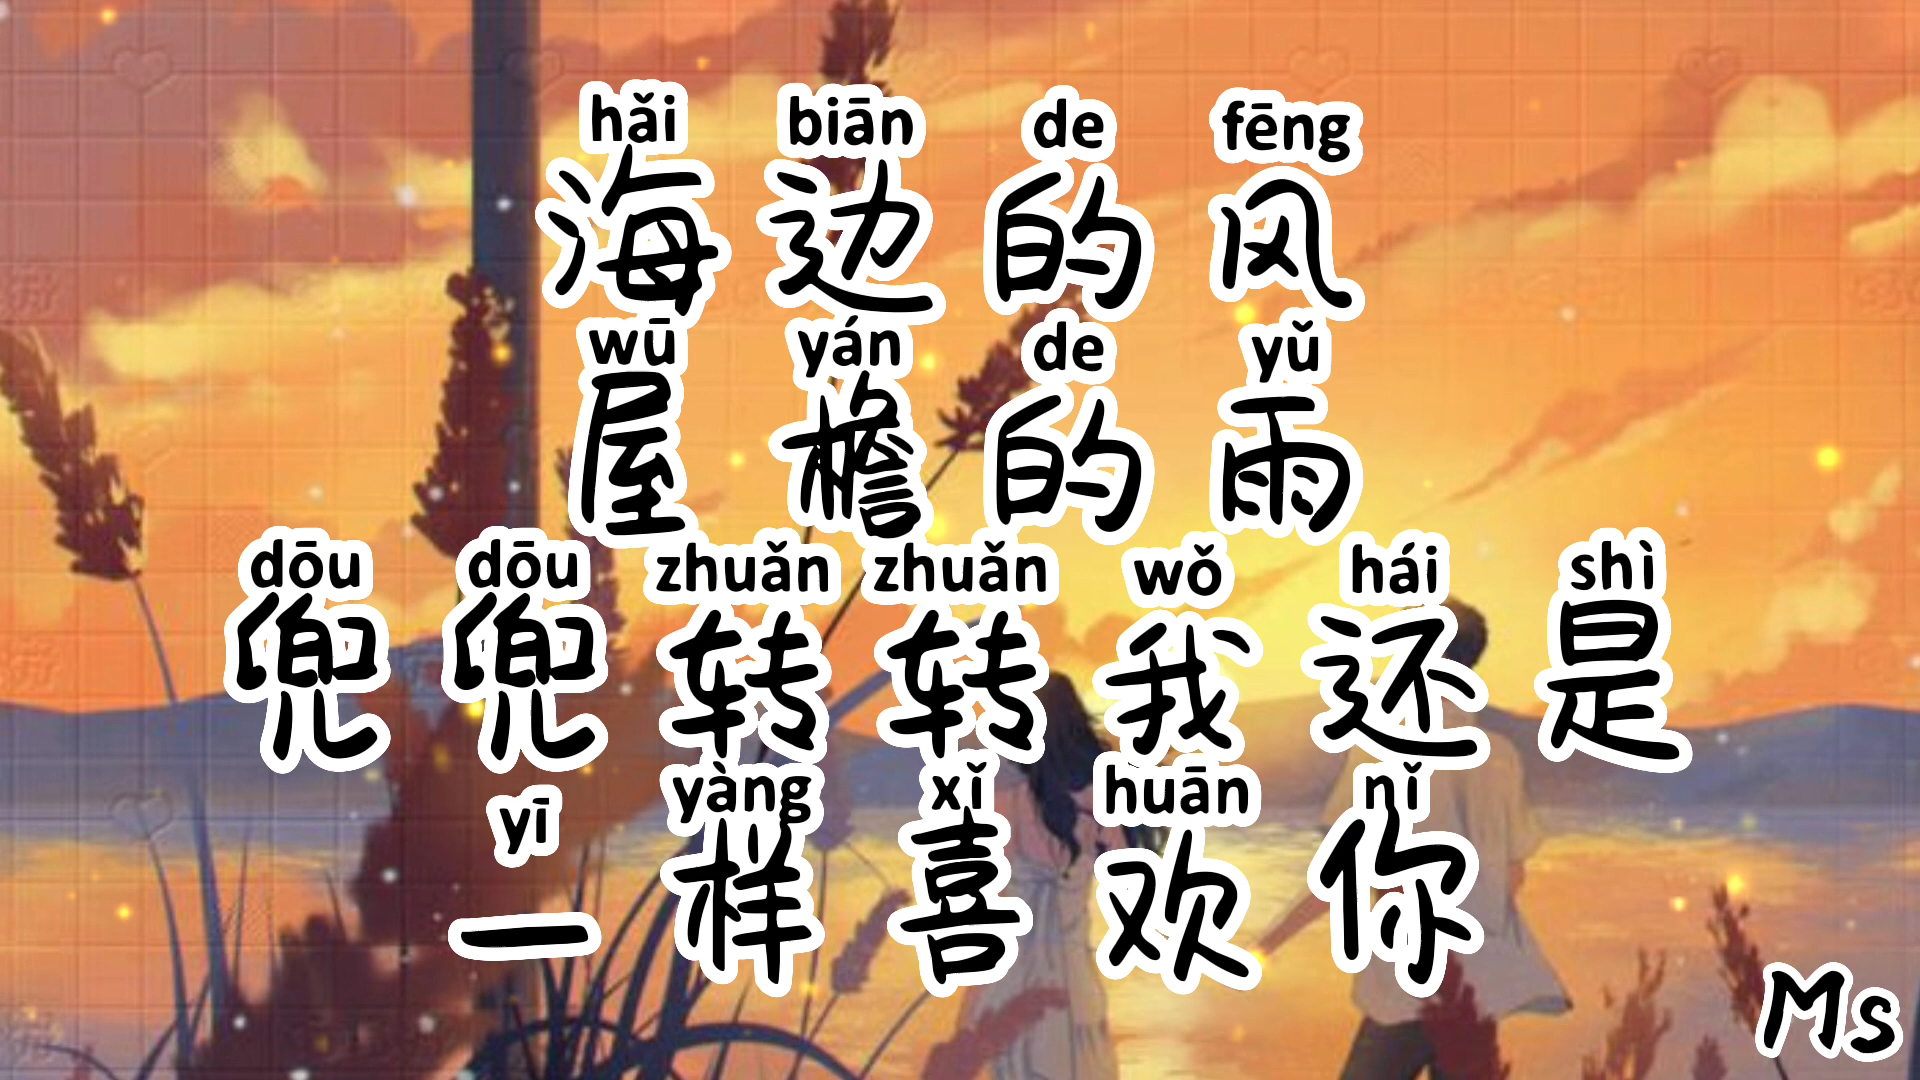 hǎi biān de fēng
海边的风
wū yán de yǔ
屋檐的雨
dōu dōu zhuǎn zhuǎn wǒ hái shì
兜兜转转我还是
yī yàng xǐ huān nǐ
一样喜欢你
Ms